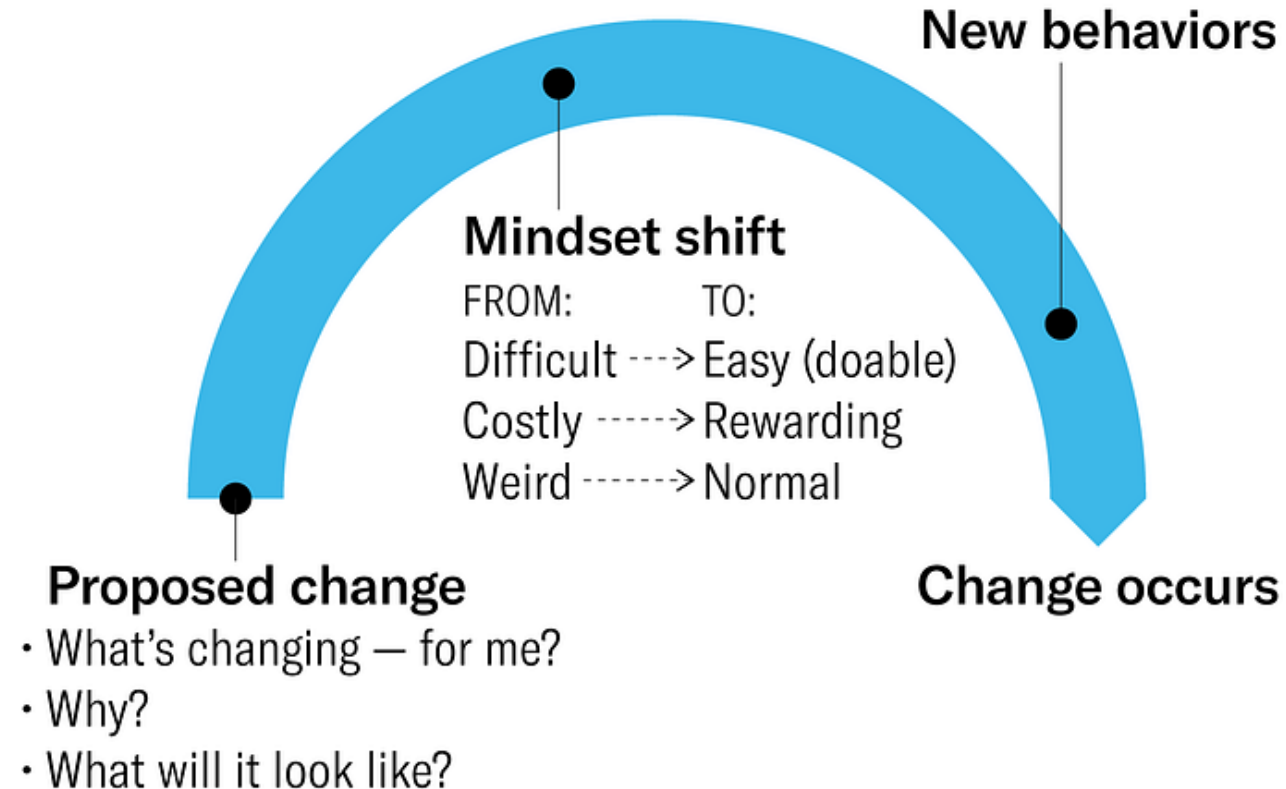 New behaviors
Mindset shift
FROM: TO:
Difficult ----> Easy (doable)
Costly ------> Rewarding
Weird -------> Normal
Proposed change
· What’s changing — for me?
· Why?
· What will it look like?
Change occurs